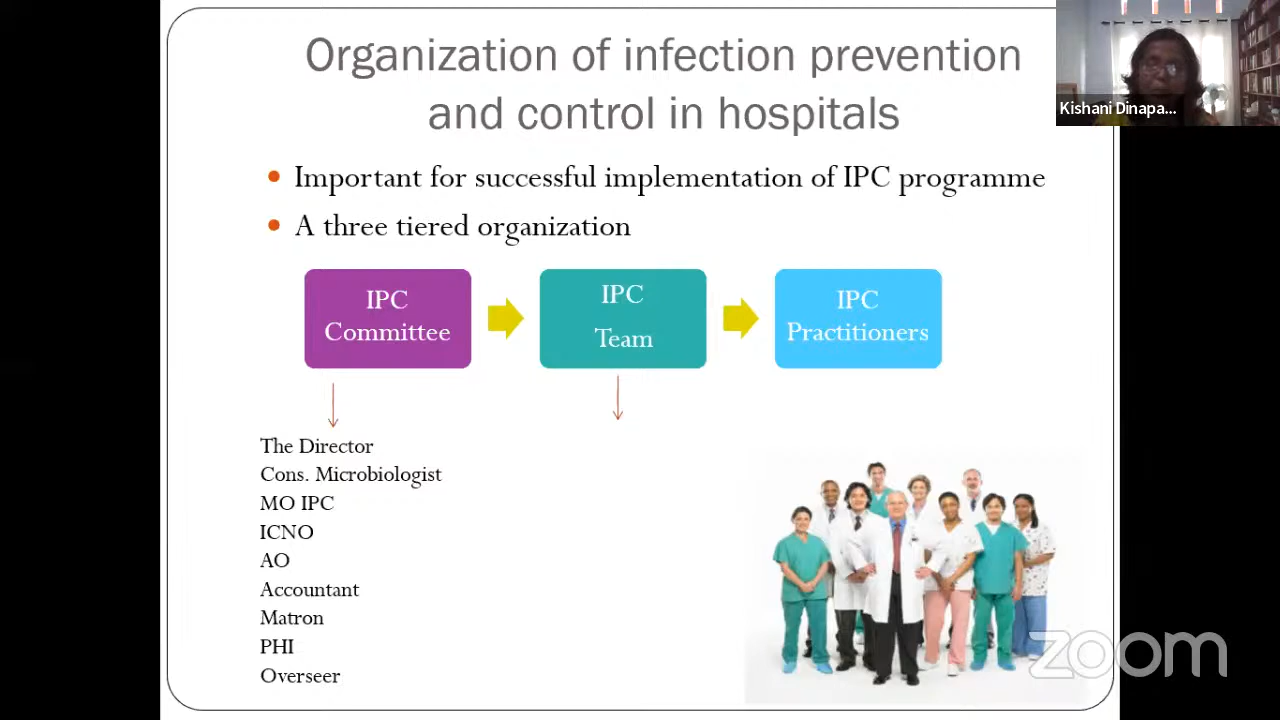 Organization of infection prevention
and control in hospitals
Kishani Dinapa...
• Important for successful implementation of IPC programme
• A three tiered organization
IPC
Committee
IPC
Team
IPC
Practitioners
The Director
Cons. Microbiologist
MO IPC
ICNO
AO
Accountant
Matron
PHI
Overseer
zoom